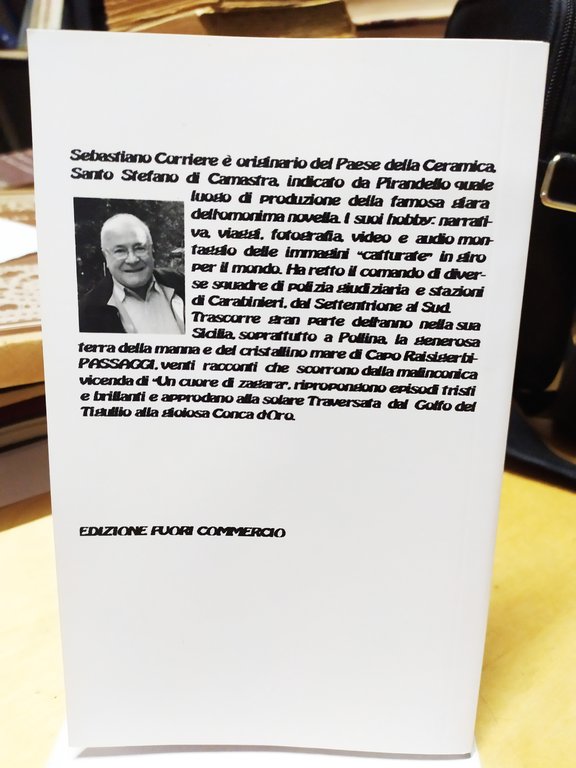 Sebastiano Corriere è originario del Paese della Ceramica,
Santo Stefano di Camastra, indicato da Pirandello quale
luogo di produzione della famosa giara
dell'omonima novella. I suoi hobby: narrati-
va, viaggi, fotografia, video e audio mon-
taggio delle immagini "catturate" in giro
per il mondo. Ha retto il comando di diver-
se squadre di polizia giudiziaria e stazioni
di Carabinieri, dal Settentrione al Sud.
Trascorre gran parte dell'anno nella sua
Sicilia, soprattutto a Pollina, la generosa
terra della manna e del cristallino mare di Capo Raisigerbi-
PASSAGGI, venti racconti che scorrono dalla malinconica
vicenda di "Un cuore di zagara", ripropongono episodi tristi
e brillanti e approdano alla solare Traversata dal Golfo del
Tigullio alla gioiosa Conca d'Oro.
EDIZIONE FUORI COMMERCIO